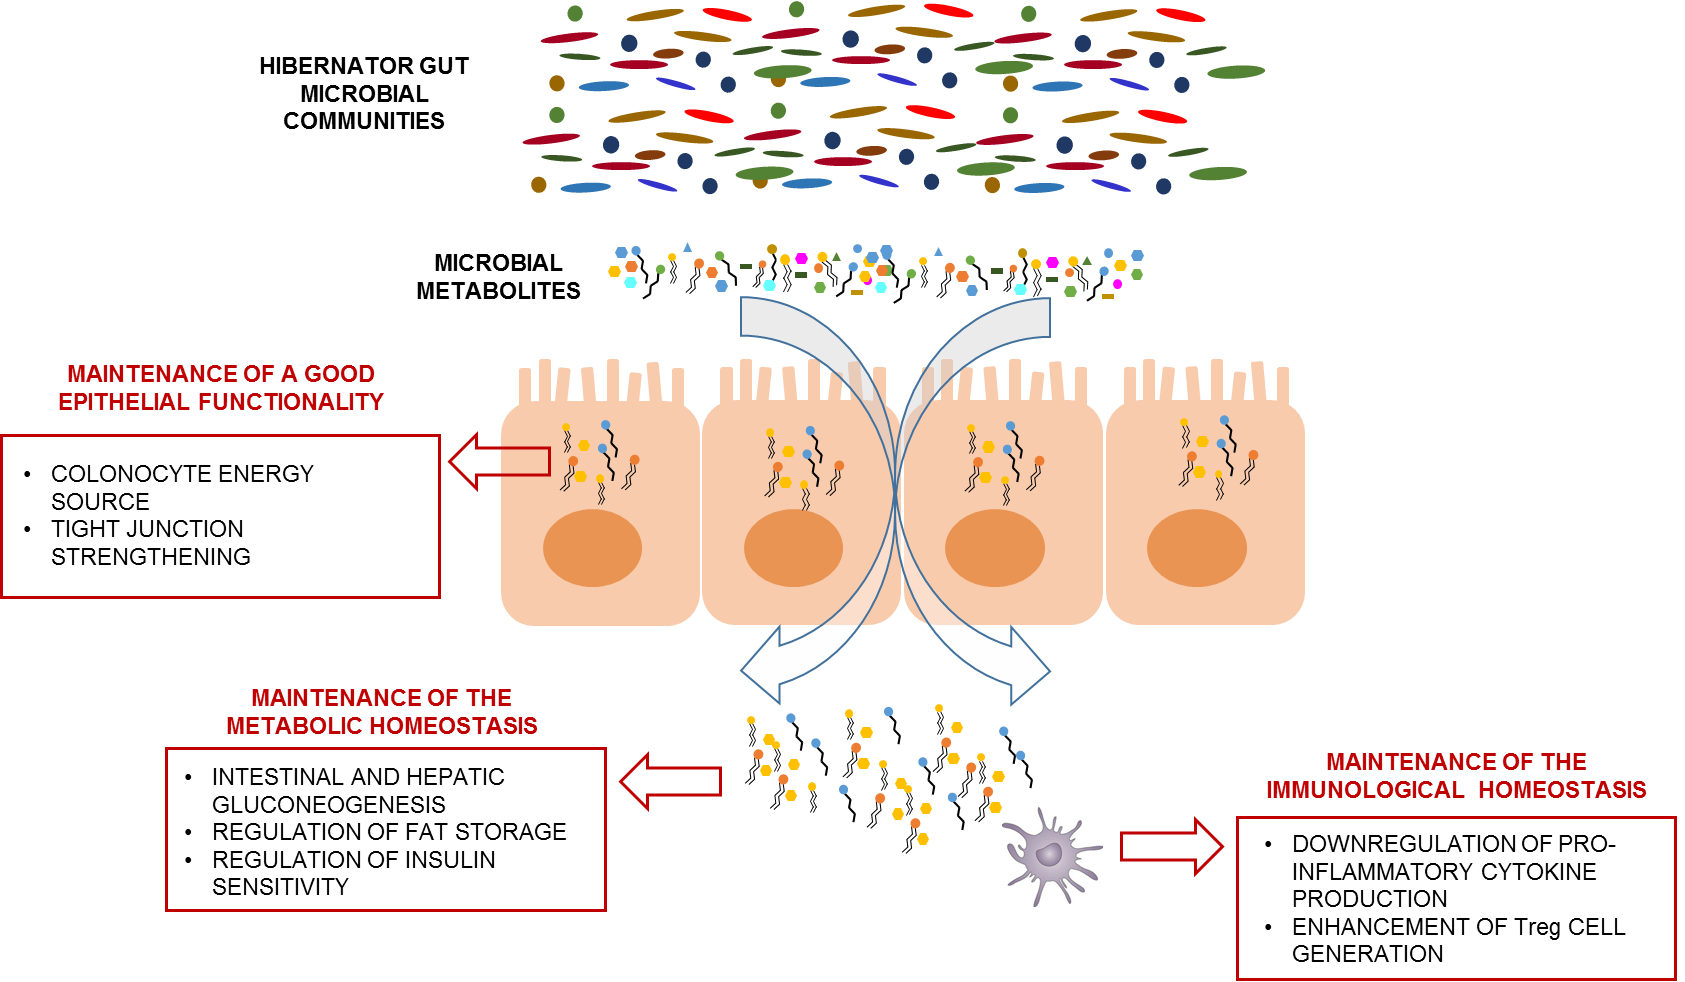 HIBERNATOR GUT
MICROBIAL
COMMUNITIES
MICROBIAL
METABOLITES
MAINTENANCE OF A GOOD
EPITHELIAL FUNCTIONALITY
• COLONOCYTE ENERGY
SOURCE
• TIGHT JUNCTION
STRENGTHENING
MAINTENANCE OF THE
METABOLIC HOMEOSTASIS
• INTESTINAL AND HEPATIC
GLUCONEOGENESIS
• REGULATION OF FAT STORAGE
• REGULATION OF INSULIN
SENSITIVITY
MAINTENANCE OF THE
IMMUNOLOGICAL HOMEOSTASIS
• DOWNREGULATION OF PRO-
INFLAMMATORY CYTOKINE
PRODUCTION
• ENHANCEMENT OF Treg CELL
GENERATION